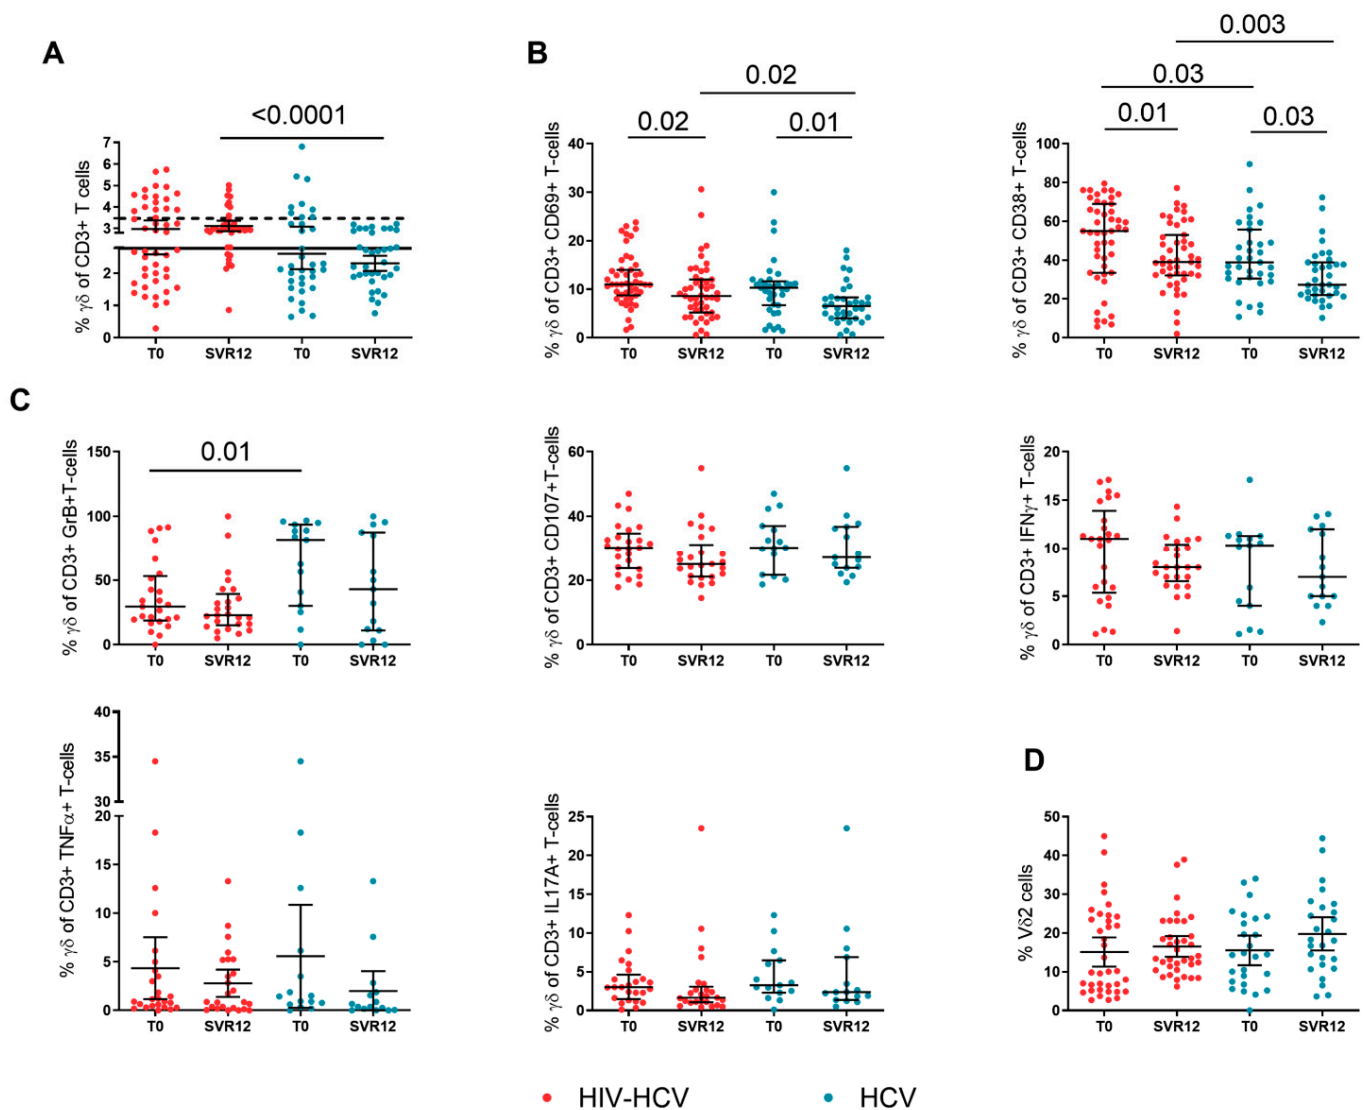 A
<0.0001
% γδ of CD3+ T cells
7
6
5
4
3
2
1
0
T0 SVR12 T0 SVR12
B
0.02
0.02 0.01
% γδ of CD3+ CD69+ T-cells
40
30
20
10
0
T0 SVR12 T0 SVR12
0.003
0.03
0.01 0.03
% γδ of CD3+ CD38+ T-cells
100
80
60
40
20
0
T0 SVR12 T0 SVR12
C
0.01
% γδ of CD3+ GrB+T-cells
150
100
50
0
T0 SVR12 T0 SVR12
% γδ of CD3+ CD107+T-cells
60
40
20
0
T0 SVR12 T0 SVR12
% γδ of CD3+ IFNγ+ T-cells
20
15
10
5
0
T0 SVR12 T0 SVR12
% γδ of CD3+ TNFα+ T-cells
40
35
30
20
15
10
5
0
T0 SVR12 T0 SVR12
% γδ of CD3+ IL17A+ T-cells
25
20
15
10
5
0
T0 SVR12 T0 SVR12
D
% Vδ2 cells
50
40
30
20
10
0
T0 SVR12 T0 SVR12
HIV-HCV HCV